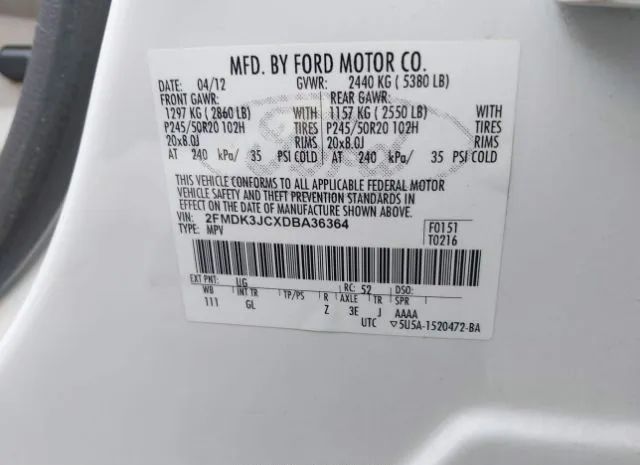 MFD. BY FORD MOTOR CO.
DATE: 04/12 GVWR: 2440 KG ( 5380 LB)
FRONT GAWR: REAR GAWR:
1297 KG ( 2860 LB) WITH 1157 KG ( 2550 LB) WITH
P245/50R20 102H TIRES P245/50R20 102H TIRES
20x8.0J RIMS 20x8.0J RIMS
AT 240 kPa/ 35 PSI COLD AT 240 kPa/ 35 PSI COLD
THIS VEHICLE CONFORMS TO ALL APPLICABLE FEDERAL MOTOR
VEHICLE SAFETY AND THEFT PREVENTION STANDARDS IN
EFFECT ON THE DATE OF MANUFACTURE SHOWN ABOVE.
VIN: 2FMDK3JCXDBA36364 F0151
TYPE: MPV T0216
EXT PNT: UG RC: 52 DSO:
WB INT TR TP/PS R AXLE TR SPR
111 GL Z 3E J AAAA
UTC ▽5U5A-1520472-BA
Ford